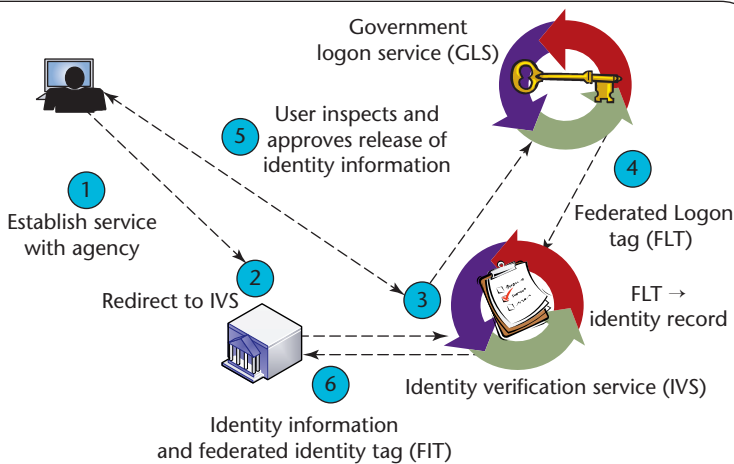 Government
logon service (GLS)
5
User inspects and
approves release of
identity information
1
Establish service
with agency
4
Federated Logon
tag (FLT)
2
Redirect to IVS
3
FLT →
identity record
6
Identity verification service (IVS)
Identity information
and federated identity tag (FIT)